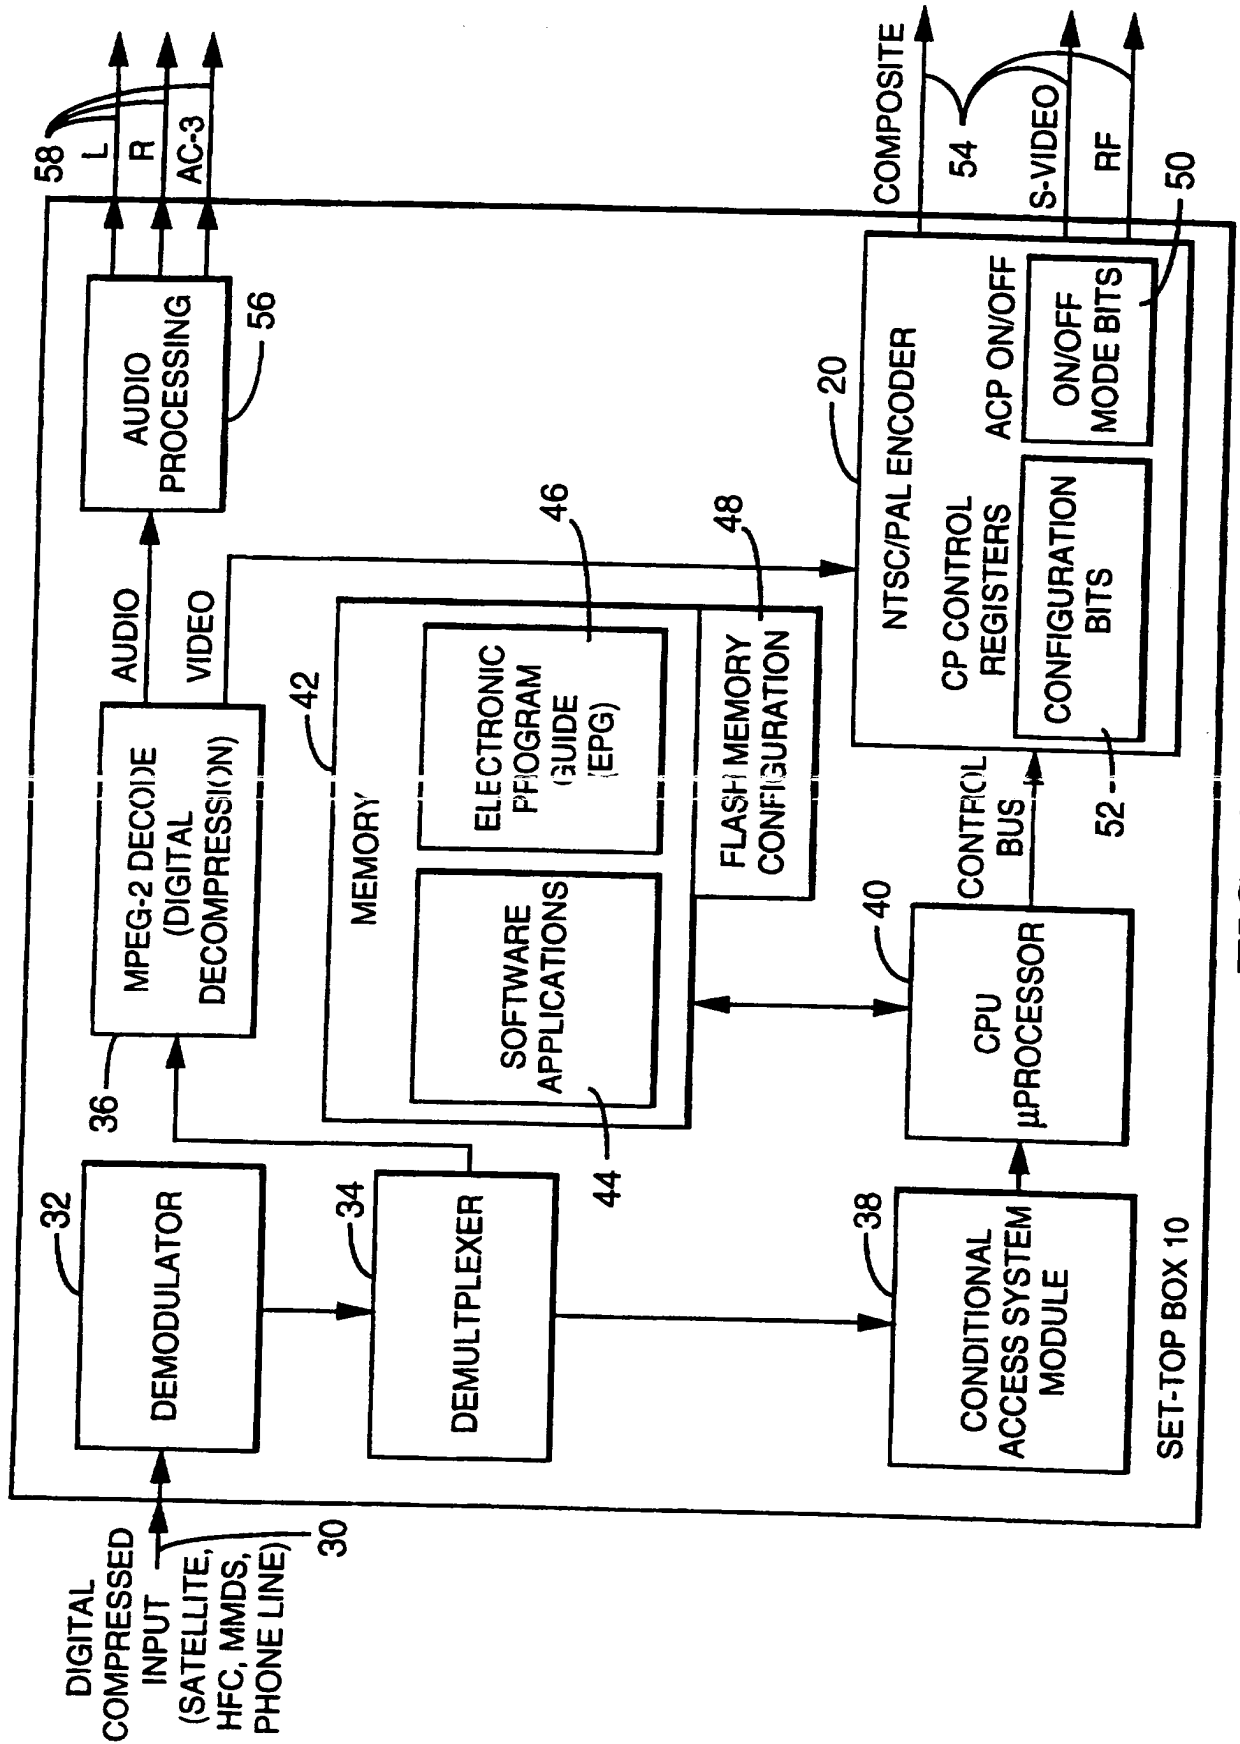 DIGITAL
COMPRESSED
INPUT
(SATELLITE,
HFC, MMDS,
PHONE LINE)
30
32
DEMODULATOR
34
DEMULTPLEXER
36
MPEG-2 DECODE
(DIGITAL
DECOMPRESSION)
AUDIO
VIDEO
AUDIO
PROCESSING
56
58
L
R
AC-3
42
MEMORY
SOFTWARE
APPLICATIONS
44
ELECTRONIC
PROGRAM
GUIDE
(EPG)
46
FLASH MEMORY
CONFIGURATION
48
38
CONDITIONAL
ACCESS SYSTEM
MODULE
40
CPU
µPROCESSOR
CONTROL
BUS
20
NTSC/PAL ENCODER
CP CONTROL
REGISTERS
ACP ON/OFF
CONFIGURATION
BITS
52
ON/OFF
MODE BITS
50
COMPOSITE
54
S-VIDEO
RF
SET-TOP BOX 10